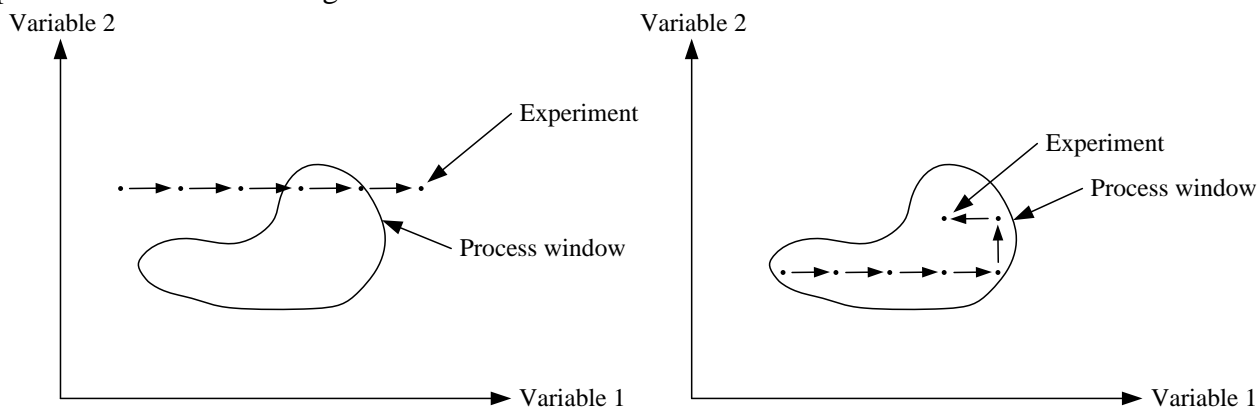 Variable 2
Experiment
Process window
Variable 1
Variable 2
Experiment
Process window
Variable 1